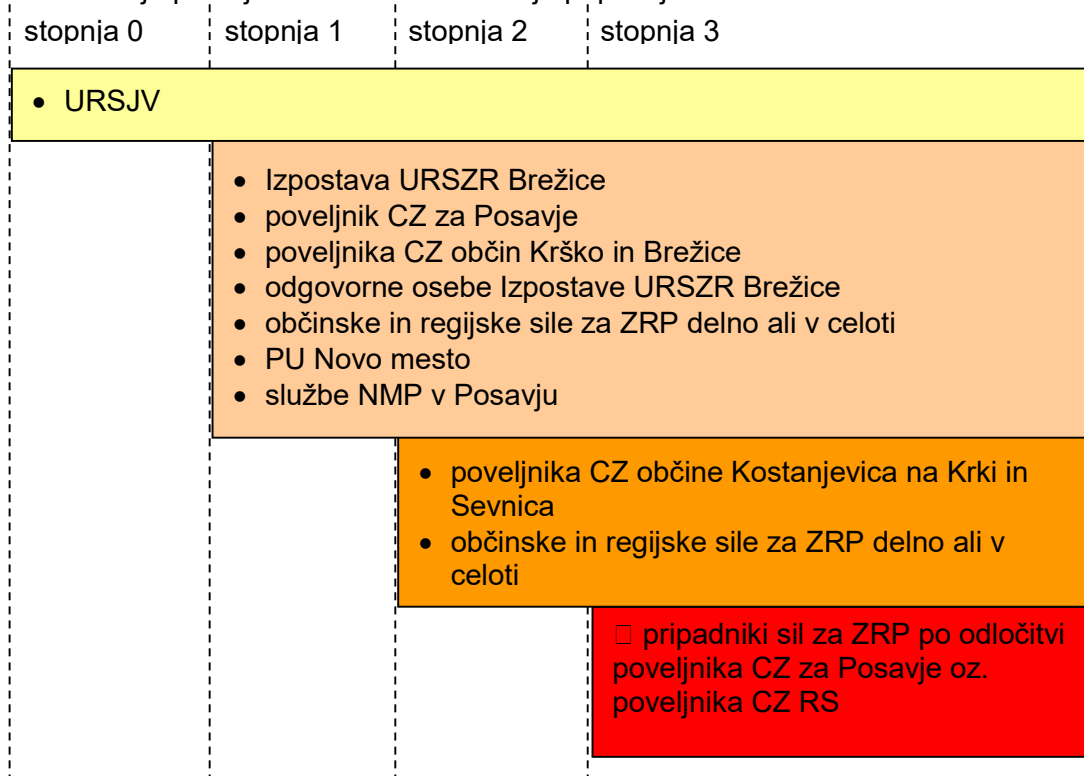 stopnja 0 stopnja 1 stopnja 2 stopnja 3
• URSJV
• Izpostava URSZR Brežice
• poveljnik CZ za Posavje
• poveljnika CZ občin Krško in Brežice
• odgovorne osebe Izpostave URSZR Brežice
• občinske in regijske sile za ZRP delno ali v celoti
• PU Novo mesto
• službe NMP v Posavju
• poveljnika CZ občine Kostanjevica na Krki in
Sevnica
• občinske in regijske sile za ZRP delno ali v
celoti
□ pripadniki sil za ZRP po odločitvi
poveljnika CZ za Posavje oz.
poveljnika CZ RS